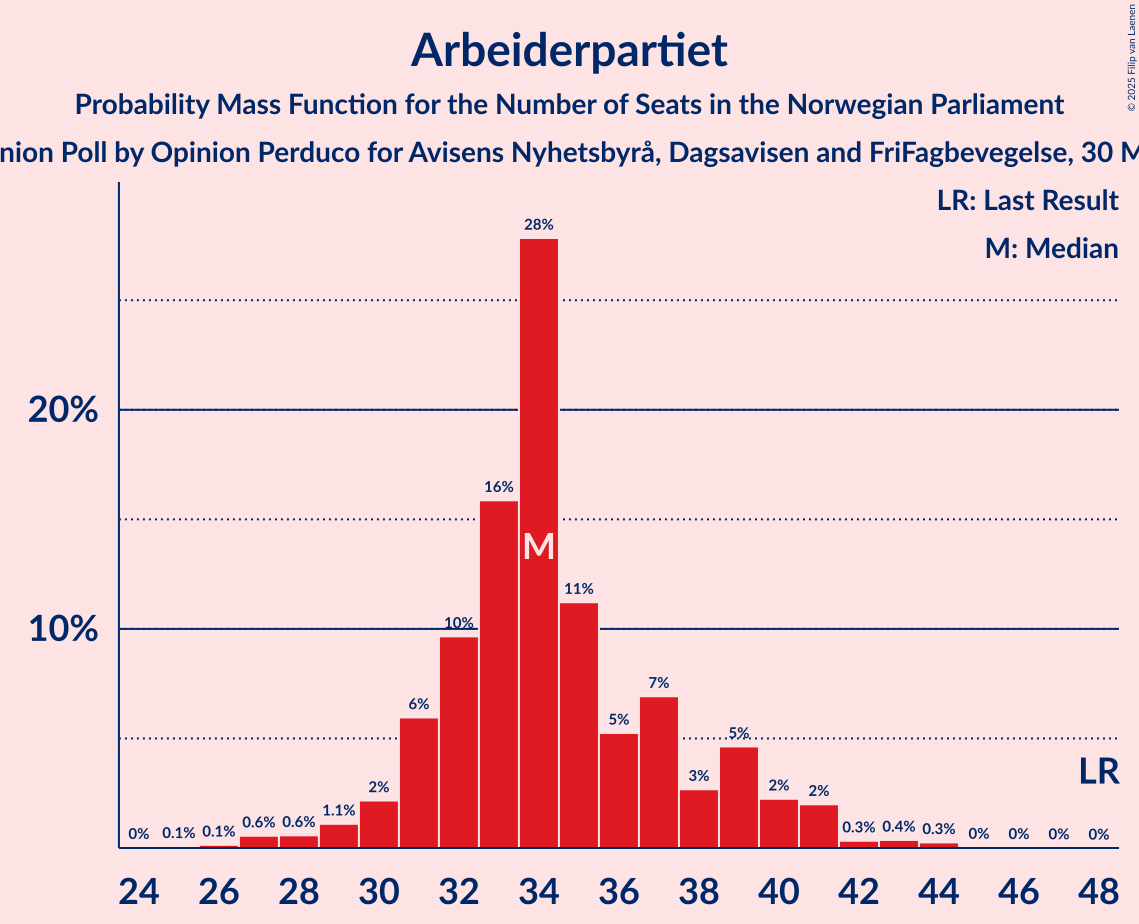 Arbeiderpartiet
Probability Mass Function for the Number of Seats in the Norwegian Parliament
nion Poll by Opinion Perduco for Avisens Nyhetsbyrå, Dagsavisen and FriFagbevegelse, 30 M
© 2025 Filip van Laenen
LR: Last Result
M: Median
28%
20%
16%
M
11%
10%
10%
7%
6%
5%
5%
LR
3%
2%
2%
2%
1.1%
0% 0.1% 0.1% 0.6% 0.6% 0.3% 0.4% 0.3% 0% 0% 0% 0%
24 26 28 30 32 34 36 38 40 42 44 46 48